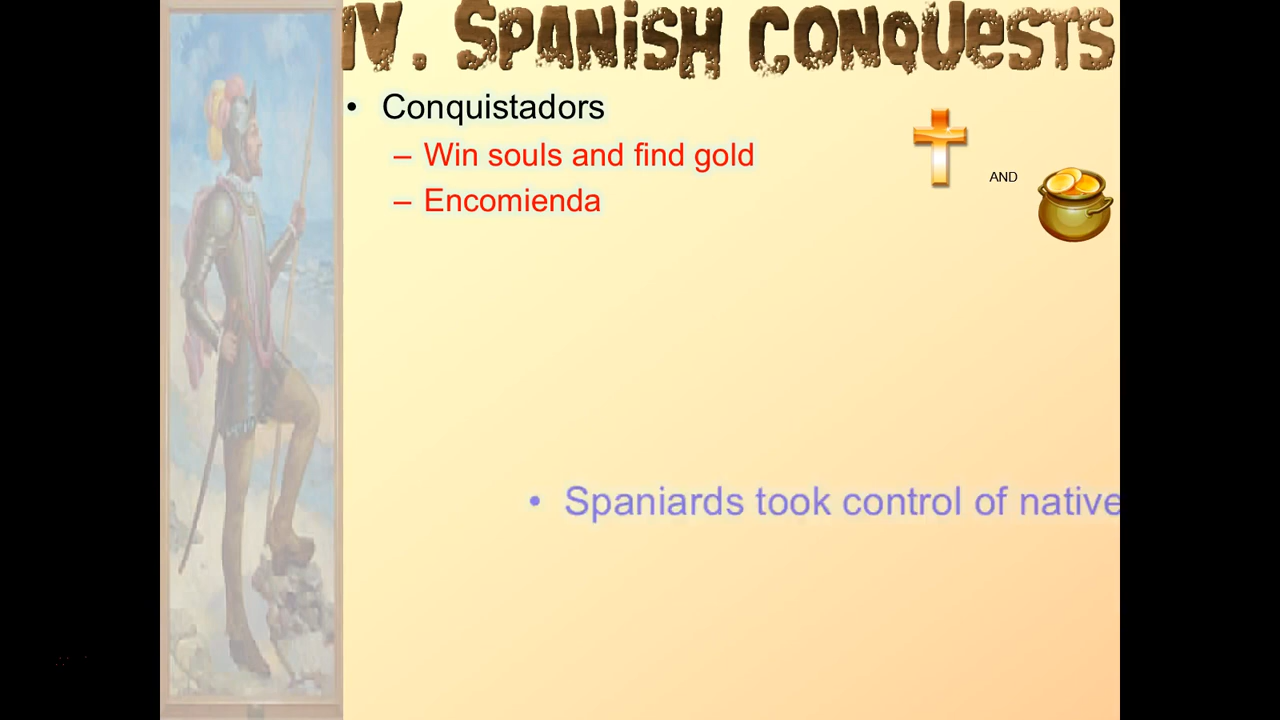 IV. Spanish Conquests
• Conquistadors
– Win souls and find gold
– Encomienda
AND
• Spaniards took control of native